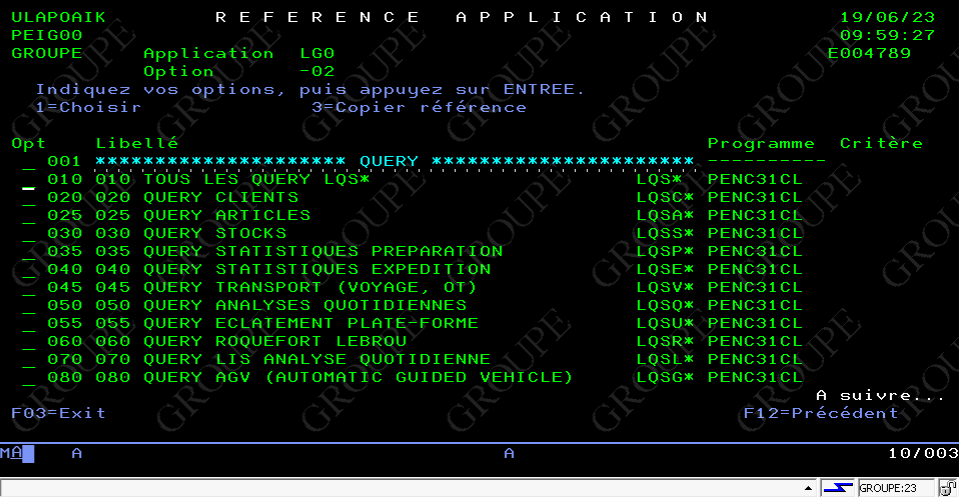 ULAPOAIK R E F E R E N C E A P P L I C A T I O N 19/06/23
PEIG00 09:59:27
GROUPE Application LG0 E004789
Option -02
Indiquez vos options, puis appuyez sur ENTREE.
1=Choisir 3=Copier référence
Opt Libellé Programme Critère
_ 001 ********************* QUERY ********************** ----------
_ 010 010 TOUS LES QUERY LQS* LQS* PENC31CL
_ 020 020 QUERY CLIENTS LQSC* PENC31CL
_ 025 025 QUERY ARTICLES LQSA* PENC31CL
_ 030 030 QUERY STOCKS LQSS* PENC31CL
_ 035 035 QUERY STATISTIQUES PREPARATION LQSP* PENC31CL
_ 040 040 QUERY STATISTIQUES EXPEDITION LQSE* PENC31CL
_ 045 045 QUERY TRANSPORT (VOYAGE, OT) LQSV* PENC31CL
_ 050 050 QUERY ANALYSES QUOTIDIENNES LQSQ* PENC31CL
_ 055 055 QUERY ECLATEMENT PLATE-FORME LQSU* PENC31CL
_ 060 060 QUERY ROQUEFORT LEBROU LQSR* PENC31CL
_ 070 070 QUERY LIS ANALYSE QUOTIDIENNE LQSL* PENC31CL
_ 080 080 QUERY AGV (AUTOMATIC GUIDED VEHICLE) LQSG* PENC31CL
A suivre...
F03=Exit F12=Précédent
MA A A 10/003
GROUPE:23